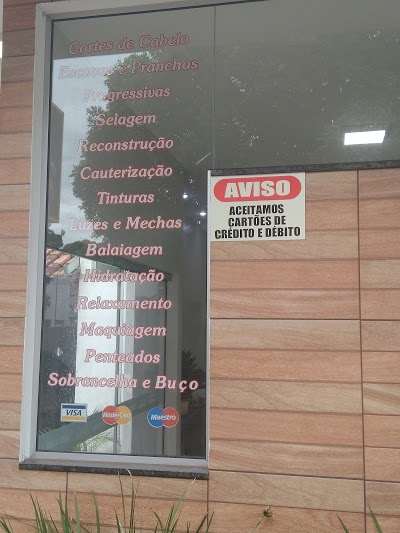 Cortes de Cabelo
Escovas e Pranchas
Progressivas
Selagem
Reconstrução
Cauterização
Tinturas
Luzes e Mechas
Balaiagem
Hidratação
Relaxamento
Maquiagem
Penteados
Sobrancelha e Buço
VISA
MasterCard
Maestro
AVISO
ACEITAMOS
CARTÕES DE
CRÉDITO E DÉBITO